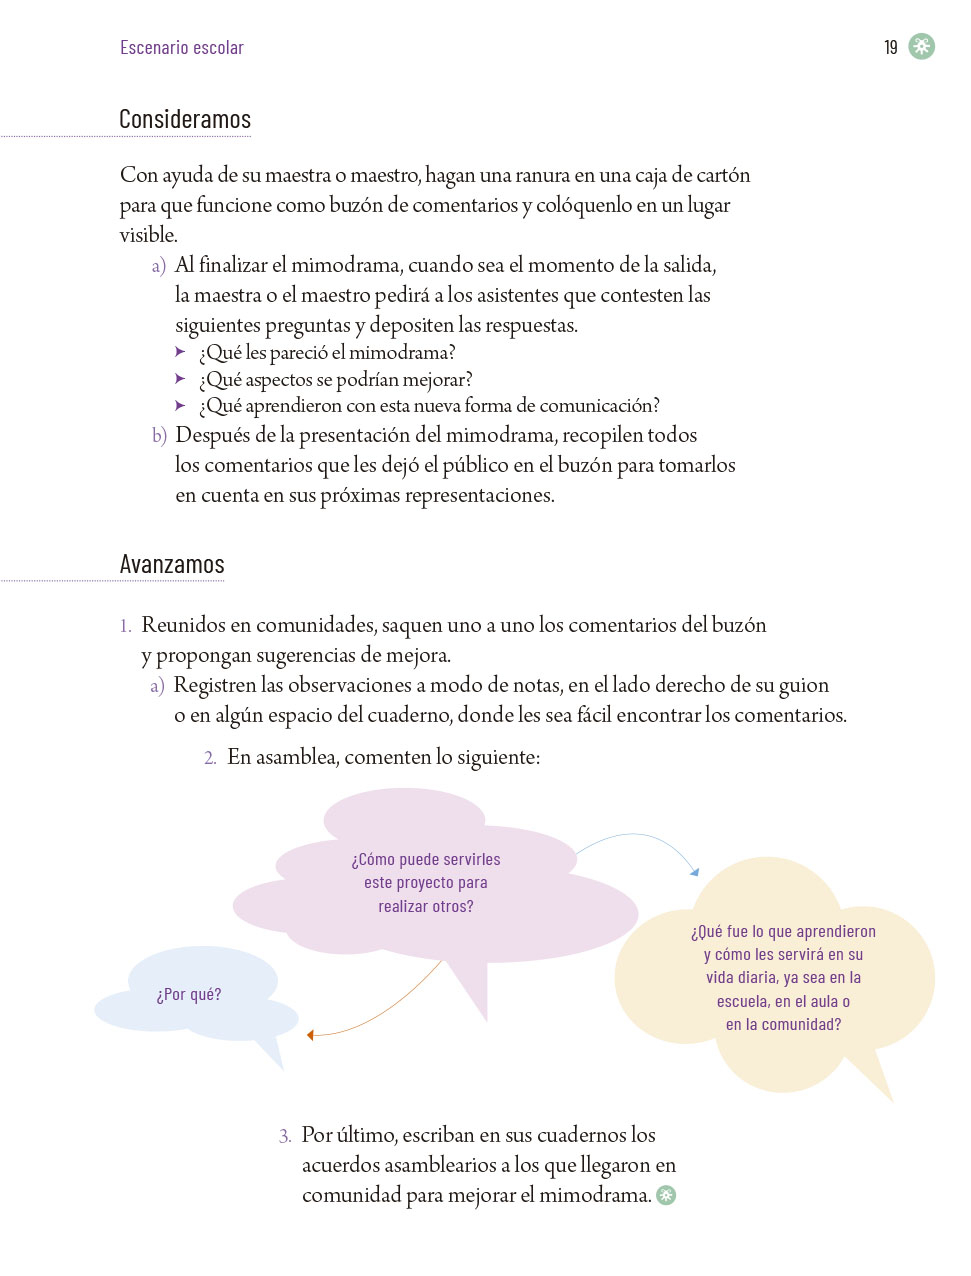 Escenario escolar
19
Consideramos
Con ayuda de su maestra o maestro, hagan una ranura en una caja de cartón
para que funcione como buzón de comentarios y colóquenlo en un lugar
visible.
a) Al finalizar el mimodrama, cuando sea el momento de la salida,
la maestra o el maestro pedirá a los asistentes que contesten las
siguientes preguntas y depositen las respuestas.
➤ ¿Qué les pareció el mimodrama?
➤ ¿Qué aspectos se podrían mejorar?
➤ ¿Qué aprendieron con esta nueva forma de comunicación?
b) Después de la presentación del mimodrama, recopilen todos
los comentarios que les dejó el público en el buzón para tomarlos
en cuenta en sus próximas representaciones.
Avanzamos
1. Reunidos en comunidades, saquen uno a uno los comentarios del buzón
y propongan sugerencias de mejora.
a) Registren las observaciones a modo de notas, en el lado derecho de su guion
o en algún espacio del cuaderno, donde les sea fácil encontrar los comentarios.
2. En asamblea, comenten lo siguiente:
¿Cómo puede servirles
este proyecto para
realizar otros?
¿Por qué?
¿Qué fue lo que aprendieron
y cómo les servirá en su
vida diaria, ya sea en la
escuela, en el aula o
en la comunidad?
3. Por último, escriban en sus cuadernos los
acuerdos asamblearios a los que llegaron en
comunidad para mejorar el mimodrama.